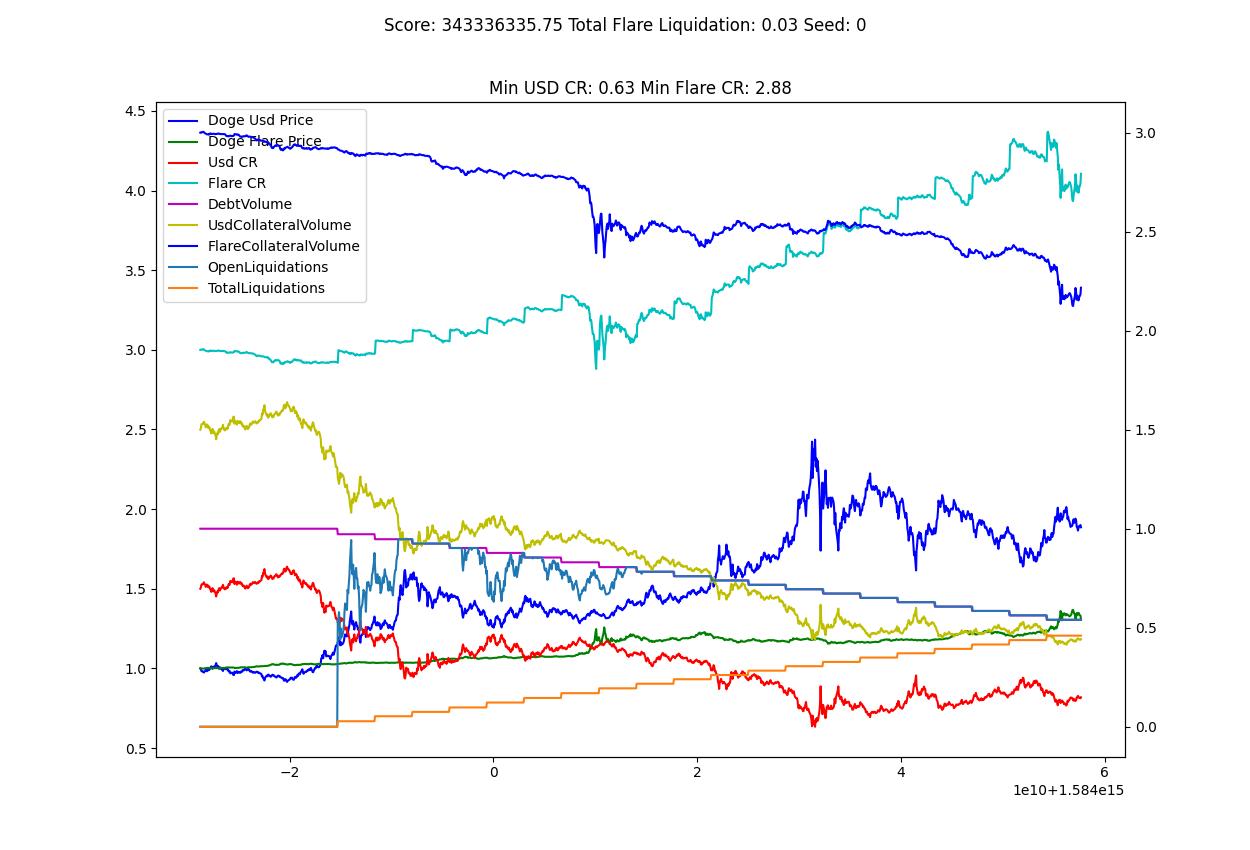 Score: 343336335.75 Total Flare Liquidation: 0.03 Seed: 0
Min USD CR: 0.63 Min Flare CR: 2.88
Doge Usd Price
Doge Flare Price
Usd CR
Flare CR
DebtVolume
UsdCollateralVolume
FlareCollateralVolume
OpenLiquidations
TotalLiquidations
4.5
4.0
3.5
3.0
2.5
2.0
1.5
1.0
0.5
3.0
2.5
2.0
1.5
1.0
0.5
0.0
−2
0
2
4
6
1e10+1.584e15